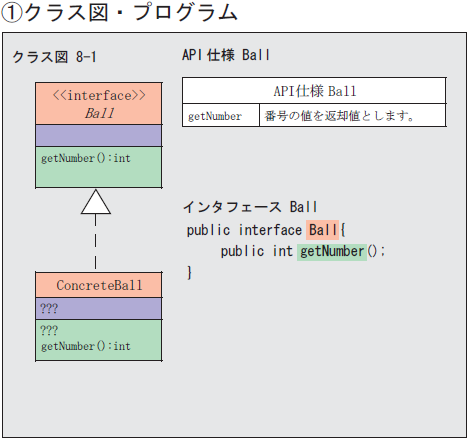 ①クラス図・プログラム
クラス図 8-1
API仕様 Ball
<<interface>>
Ball
getNumber():int
API仕様 Ball
getNumber 番号の値を返却値とします。
インタフェース Ball
public interface Ball{
public int getNumber();
}
ConcreteBall
???
???
getNumber():int